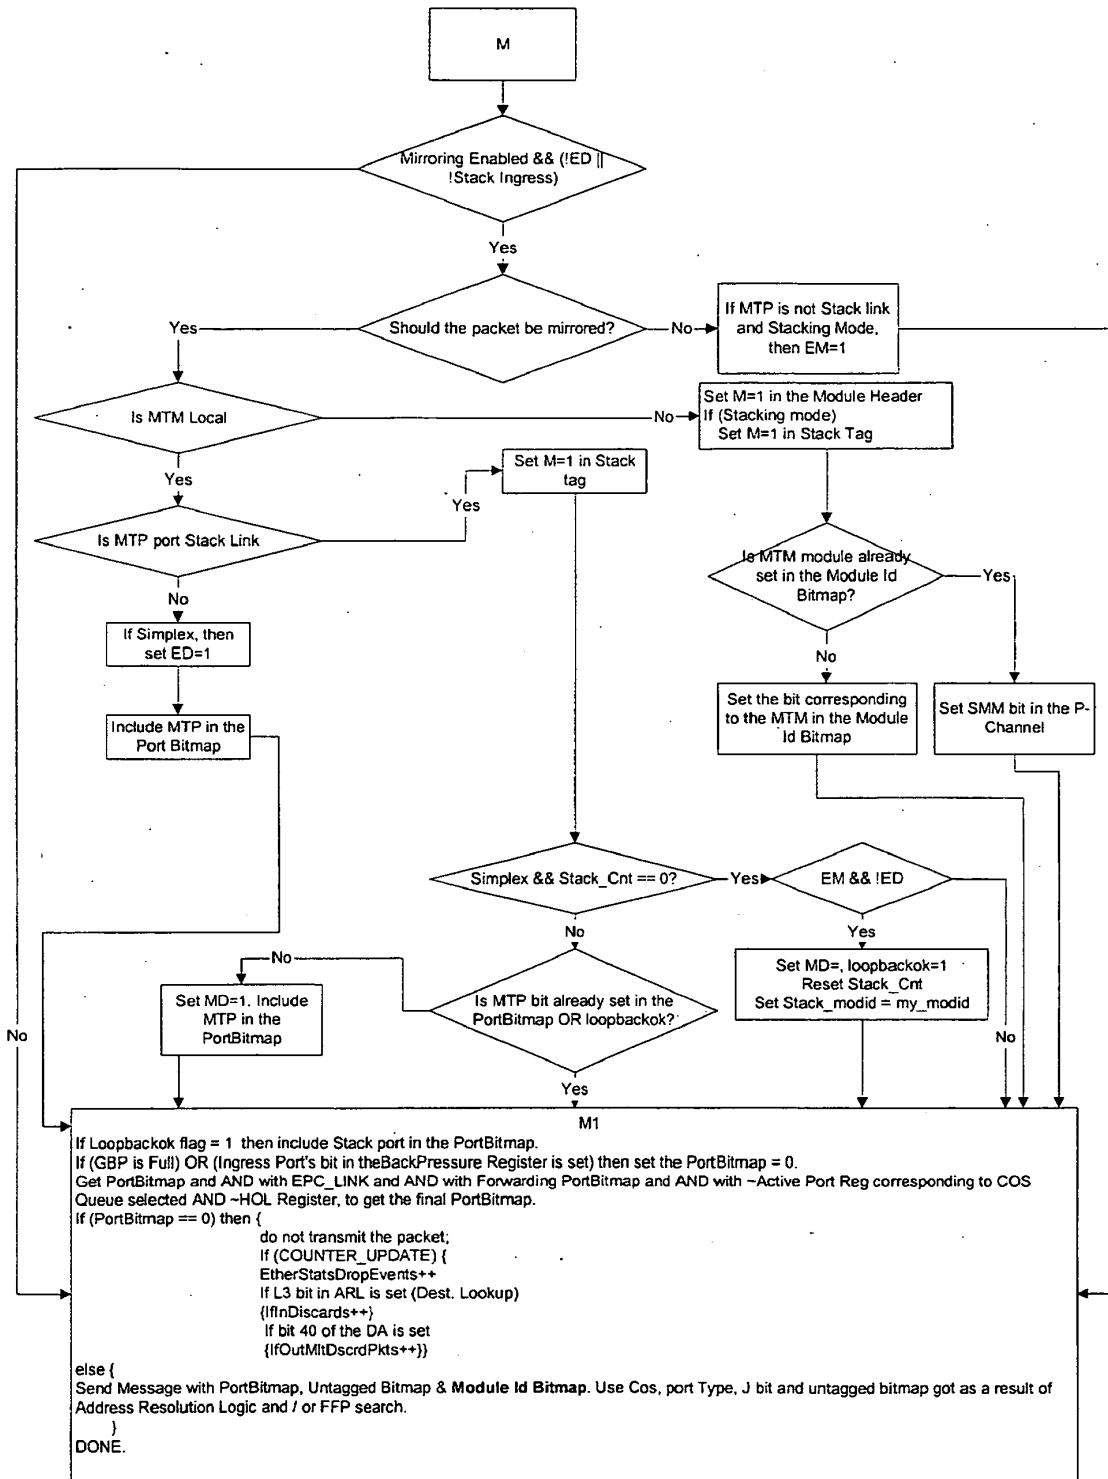 M
Mirroring Enabled && (!ED ||
!Stack Ingress)
Yes
Should the packet be mirrored?
Yes
No
If MTP is not Stack link
and Stacking Mode,
then EM=1
Is MTM Local
No
Set M=1 in the Module Header
If (Stacking mode)
Set M=1 in Stack Tag
Yes
Set M=1 in Stack
tag
Yes
Is MTP port Stack Link
No
Is MTM module already
set in the Module Id
Bitmap?
Yes
If Simplex, then
set ED=1
No
Include MTP in the
Port Bitmap
Set the bit corresponding
to the MTM in the Module
Id Bitmap
Set SMM bit in the P-
Channel
Simplex && Stack_Cnt == 0?
Yes
EM && !ED
No
Yes
No
Set MD=1. Include
MTP in the
PortBitmap
Is MTP bit already set in the
PortBitmap OR loopbackok?
Set MD=, loopbackok=1
Reset Stack_Cnt
Set Stack_modid = my_modid
No
No
Yes
M1
If Loopbackok flag = 1 then include Stack port in the PortBitmap.
If (GBP is Full) OR (Ingress Port's bit in theBackPressure Register is set) then set the PortBitmap = 0.
Get PortBitmap and AND with EPC_LINK and AND with Forwarding PortBitmap and AND with ~Active Port Reg corresponding to COS
Queue selected AND ~HOL Register, to get the final PortBitmap.
If (PortBitmap == 0) then {
do not transmit the packet;
If (COUNTER_UPDATE) {
EtherStatsDropEvents++
If L3 bit in ARL is set (Dest. Lookup)
{IfInDiscards++}
If bit 40 of the DA is set
{IfOutMltDscrdPkts++}}
else {
Send Message with PortBitmap, Untagged Bitmap & Module Id Bitmap. Use Cos, port Type, J bit and untagged bitmap got as a result of
Address Resolution Logic and / or FFP search.
}
DONE.